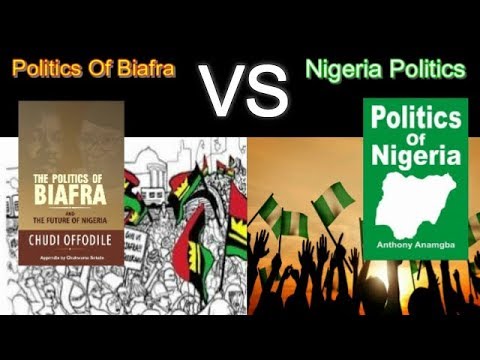 Politics Of Biafra
VS
Nigeria Politics
THE POLITICS OF
BIAFRA
AND
THE FUTURE OF NIGERIA
CHUDI OFFODILE
Politics
Of
Nigeria
Anthony Anamgba